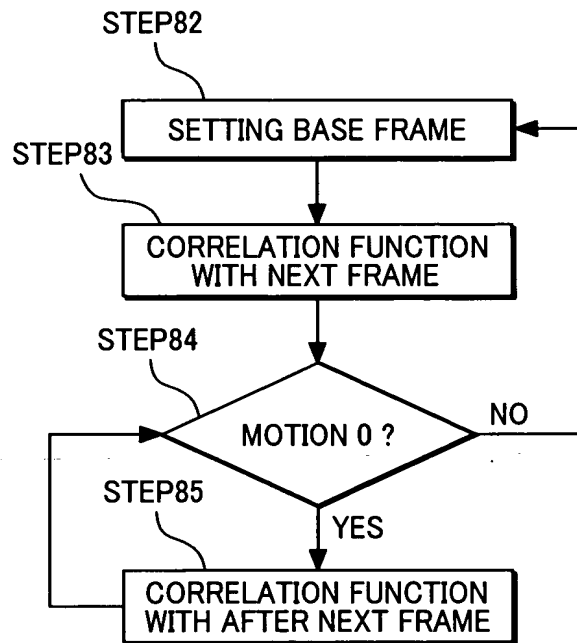 STEP82
SETTING BASE FRAME
STEP83
CORRELATION FUNCTION
WITH NEXT FRAME
STEP84
MOTION 0 ?
NO
STEP85
YES
CORRELATION FUNCTION
WITH AFTER NEXT FRAME